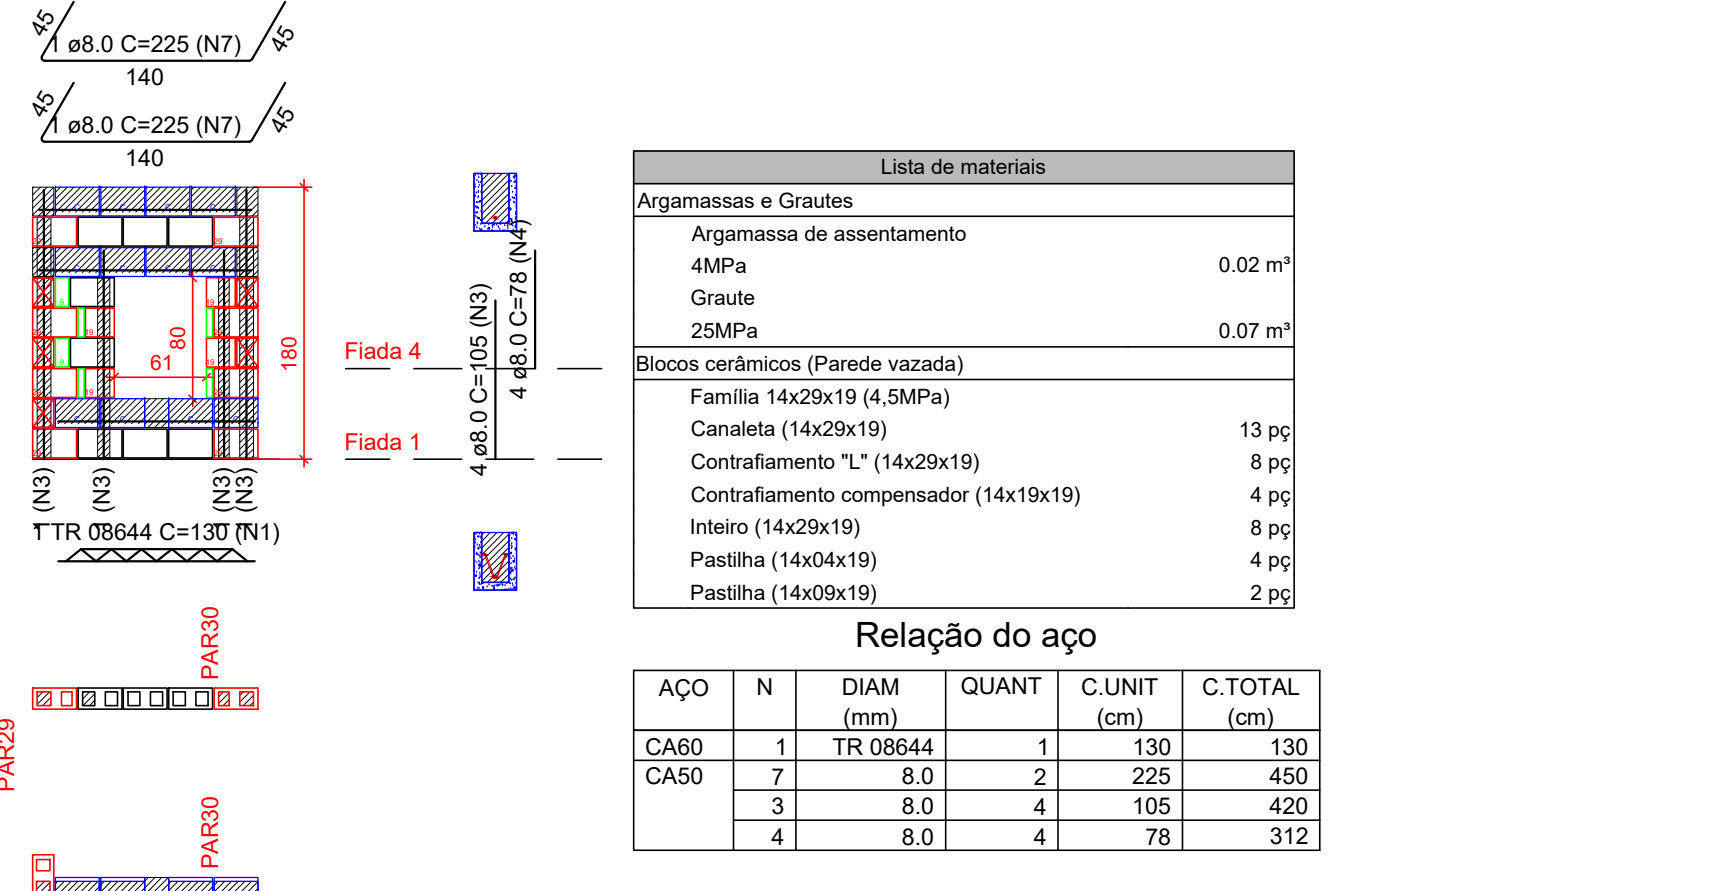 45
1 ø8.0 C=225 (N7)
45
140
45
1 ø8.0 C=225 (N7)
45
140
180
80
61
Fiada 4
Fiada 1
4 ø8.0 C=105 (N3)
4 ø8.0 C=78 (N4)
(N3)
(N3)
(N3)
(N3)
TR 08644 C=130 (N1)
PAR30
PAR29
PAR30
Lista de materiais
Argamassas e Grautes
Argamassa de assentamento
4MPa 0.02 m³
Graute
25MPa 0.07 m³
Blocos cerâmicos (Parede vazada)
Família 14x29x19 (4,5MPa)
Canaleta (14x29x19) 13 pç
Contrafiamento "L" (14x29x19) 8 pç
Contrafiamento compensador (14x19x19) 4 pç
Inteiro (14x29x19) 8 pç
Pastilha (14x04x19) 4 pç
Pastilha (14x09x19) 2 pç
Relação do aço
AÇO N DIAM QUANT C.UNIT C.TOTAL
(mm) (cm) (cm)
CA60 1 TR 08644 1 130 130
CA50 7 8.0 2 225 450
3 8.0 4 105 420
4 8.0 4 78 312